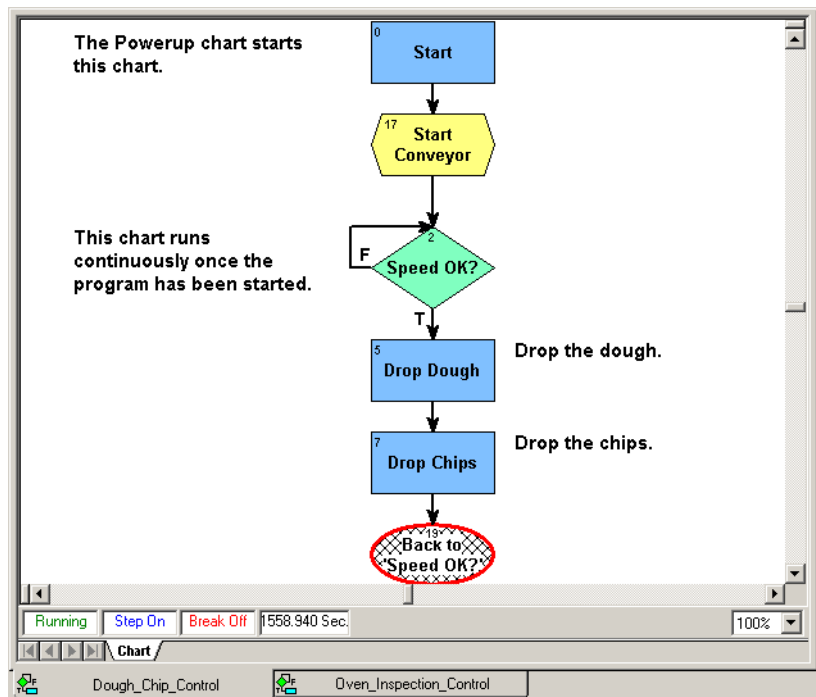 The Powerup chart starts
this chart.
0
Start
17
Start
Conveyor
This chart runs
continuously once the
program has been started.
2
F
Speed OK?
T
5
Drop Dough
Drop the dough.
7
Drop Chips
Drop the chips.
19
Back to
'Speed OK?'
Running
Step On
Break Off
1558.940 Sec.
100%
Chart
T F
Dough_Chip_Control
T F
Oven_Inspection_Control